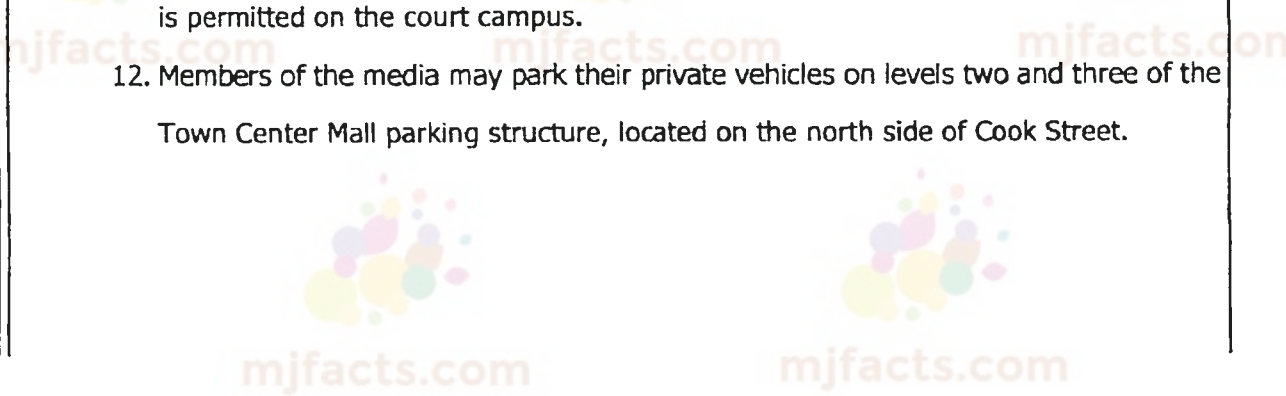 is permitted on the court campus.
mjfacts.com mjfacts.com mjfacts.com
12. Members of the media may park their private vehicles on levels two and three of the
Town Center Mall parking structure, located on the north side of Cook Street.
mjfacts.com mjfacts.com